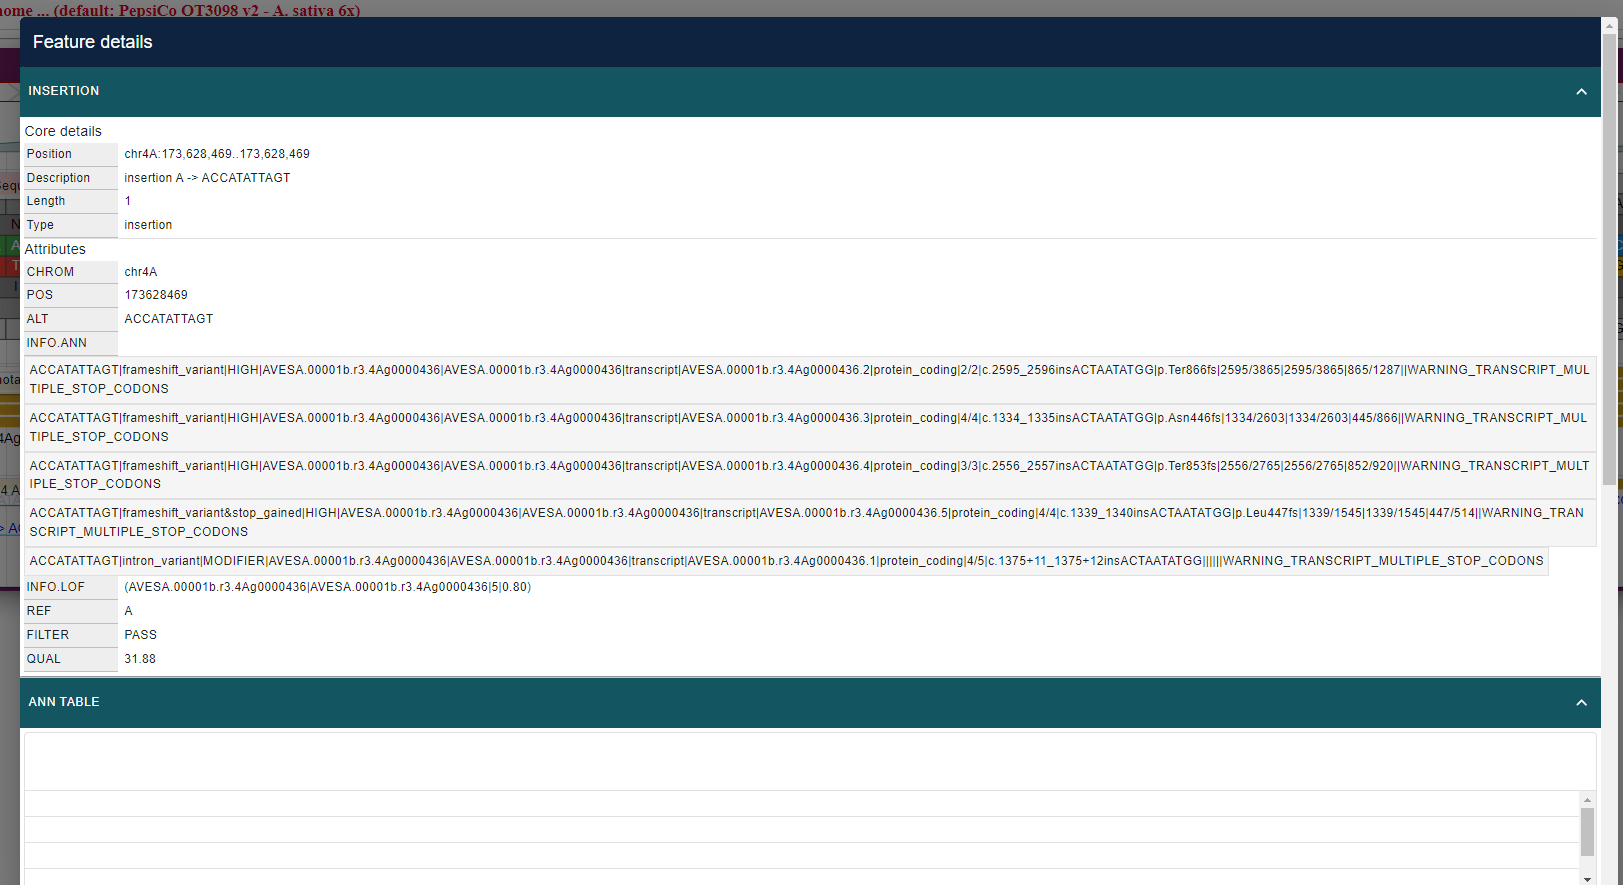 nome ... (default: PepsiCo OT3098 v2 - A. sativa 6x)
Feature details
INSERTION
Core details
Position chr4A:173,628,469..173,628,469
Description insertion A -> ACCATATTAGT
Length 1
Type insertion
Attributes
CHROM chr4A
POS 173628469
ALT ACCATATTAGT
INFO.ANN
ACCATATTAGT|frameshift_variant|HIGH|AVESA.00001b.r3.4Ag0000436|AVESA.00001b.r3.4Ag0000436|transcript|AVESA.00001b.r3.4Ag0000436.2|protein_coding|2/2|c.2595_2596insACTAATATGG|p.Ter866fs|2595/3865|2595/3865|865/1287||WARNING_TRANSCRIPT_MUL
TIPLE_STOP_CODONS
ACCATATTAGT|frameshift_variant|HIGH|AVESA.00001b.r3.4Ag0000436|AVESA.00001b.r3.4Ag0000436|transcript|AVESA.00001b.r3.4Ag0000436.3|protein_coding|4/4|c.1334_1335insACTAATATGG|p.Asn446fs|1334/2603|1334/2603|445/866||WARNING_TRANSCRIPT_MUL
TIPLE_STOP_CODONS
ACCATATTAGT|frameshift_variant|HIGH|AVESA.00001b.r3.4Ag0000436|AVESA.00001b.r3.4Ag0000436|transcript|AVESA.00001b.r3.4Ag0000436.4|protein_coding|3/3|c.2556_2557insACTAATATGG|p.Ter853fs|2556/2765|2556/2765|852/920||WARNING_TRANSCRIPT_MULT
IPLE_STOP_CODONS
ACCATATTAGT|frameshift_variant&stop_gained|HIGH|AVESA.00001b.r3.4Ag0000436|AVESA.00001b.r3.4Ag0000436|transcript|AVESA.00001b.r3.4Ag0000436.5|protein_coding|4/4|c.1339_1340insACTAATATGG|p.Leu447fs|1339/1545|1339/1545|447/514||WARNING_TRAN
SCRIPT_MULTIPLE_STOP_CODONS
ACCATATTAGT|intron_variant|MODIFIER|AVESA.00001b.r3.4Ag0000436|AVESA.00001b.r3.4Ag0000436|transcript|AVESA.00001b.r3.4Ag0000436.1|protein_coding|4/5|c.1375+11_1375+12insACTAATATGG||||||WARNING_TRANSCRIPT_MULTIPLE_STOP_CODONS
INFO.LOF (AVESA.00001b.r3.4Ag0000436|AVESA.00001b.r3.4Ag0000436|5|0.80)
REF A
FILTER PASS
QUAL 31.88
ANN TABLE